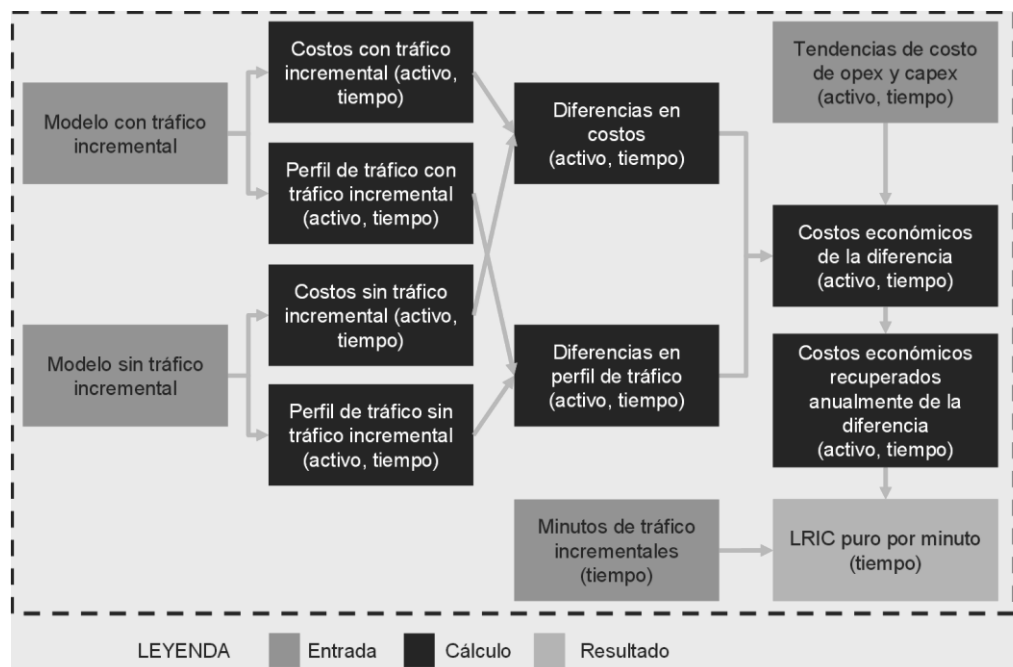 Modelo con tráfico
incremental
Costos con tráfico
incremental (activo,
tiempo)
Perfil de tráfico con
tráfico incremental
(activo, tiempo)
Modelo sin tráfico
incremental
Costos sin tráfico
incremental (activo,
tiempo)
Perfil de tráfico sin
tráfico incremental
(activo, tiempo)
Diferencias en
costos
(activo, tiempo)
Diferencias en
perfil de tráfico
(activo, tiempo)
Tendencias de costo
de opex y capex
(activo, tiempo)
Costos económicos
de la diferencia
(activo, tiempo)
Costos económicos
recuperados
anualmente de la
diferencia
(activo, tiempo)
Minutos de tráfico
incrementales
(tiempo)
LRIC puro por minuto
(tiempo)
LEYENDA
Entrada
Cálculo
Resultado